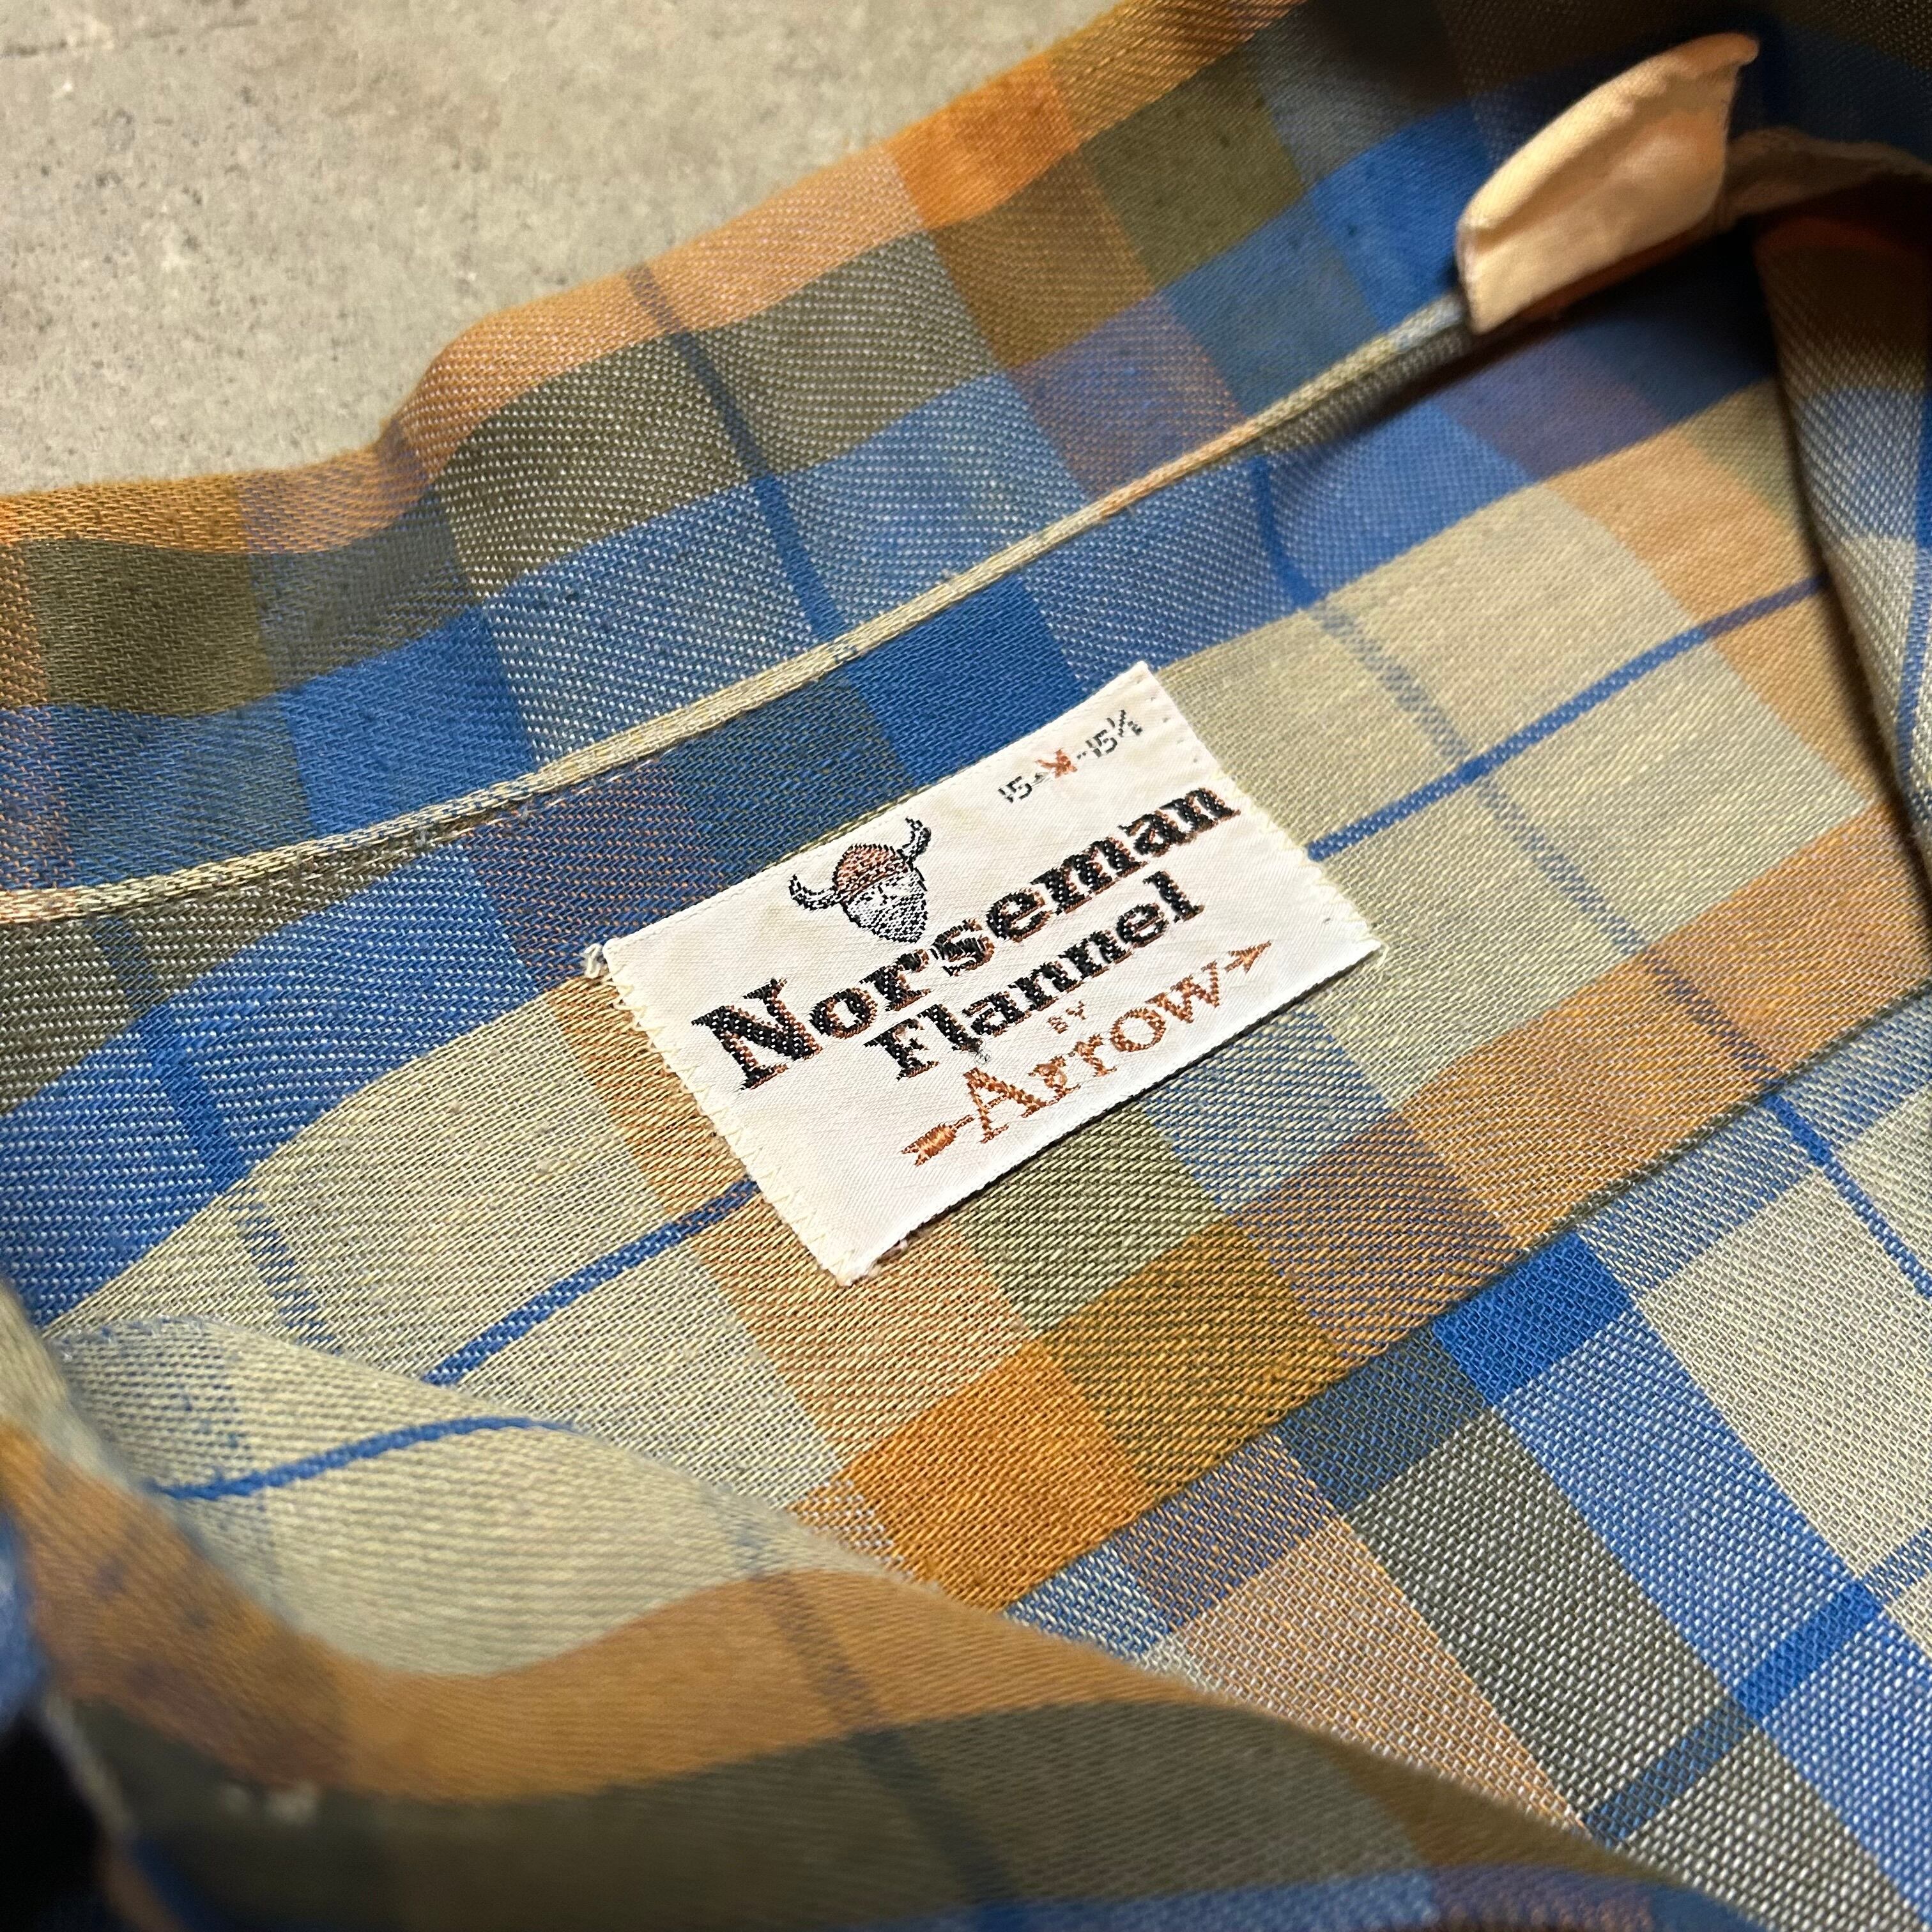 15-M-15½
Norseman
Flannel
BY
Arrow